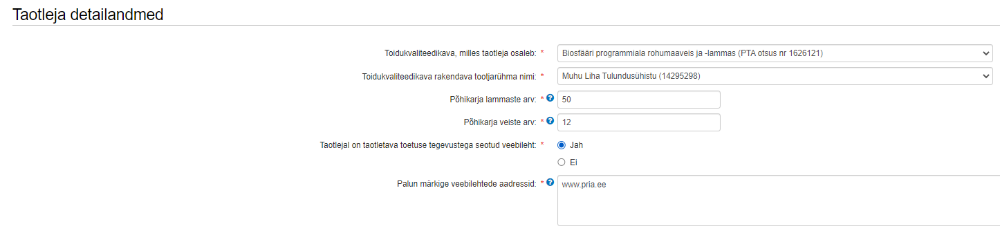 Taotleja detailandmed
Toidukvaliteedikava, milles taotleja osaleb: * Biosfääri programmiala rohumaaveis ja -lammas (PTA otsus nr 1626121)
Toidukvaliteedikava rakendava tootjarühma nimi: * Muhu Liha Tulundusühistu (14295298)
Põhikarja lammaste arv: * ? 50
Põhikarja veiste arv: * ? 12
Taotlejal on taotletava toetuse tegevustega seotud veebileht: * Jah
Ei
Palun märkige veebilehtede aadressid: * ? www.pria.ee